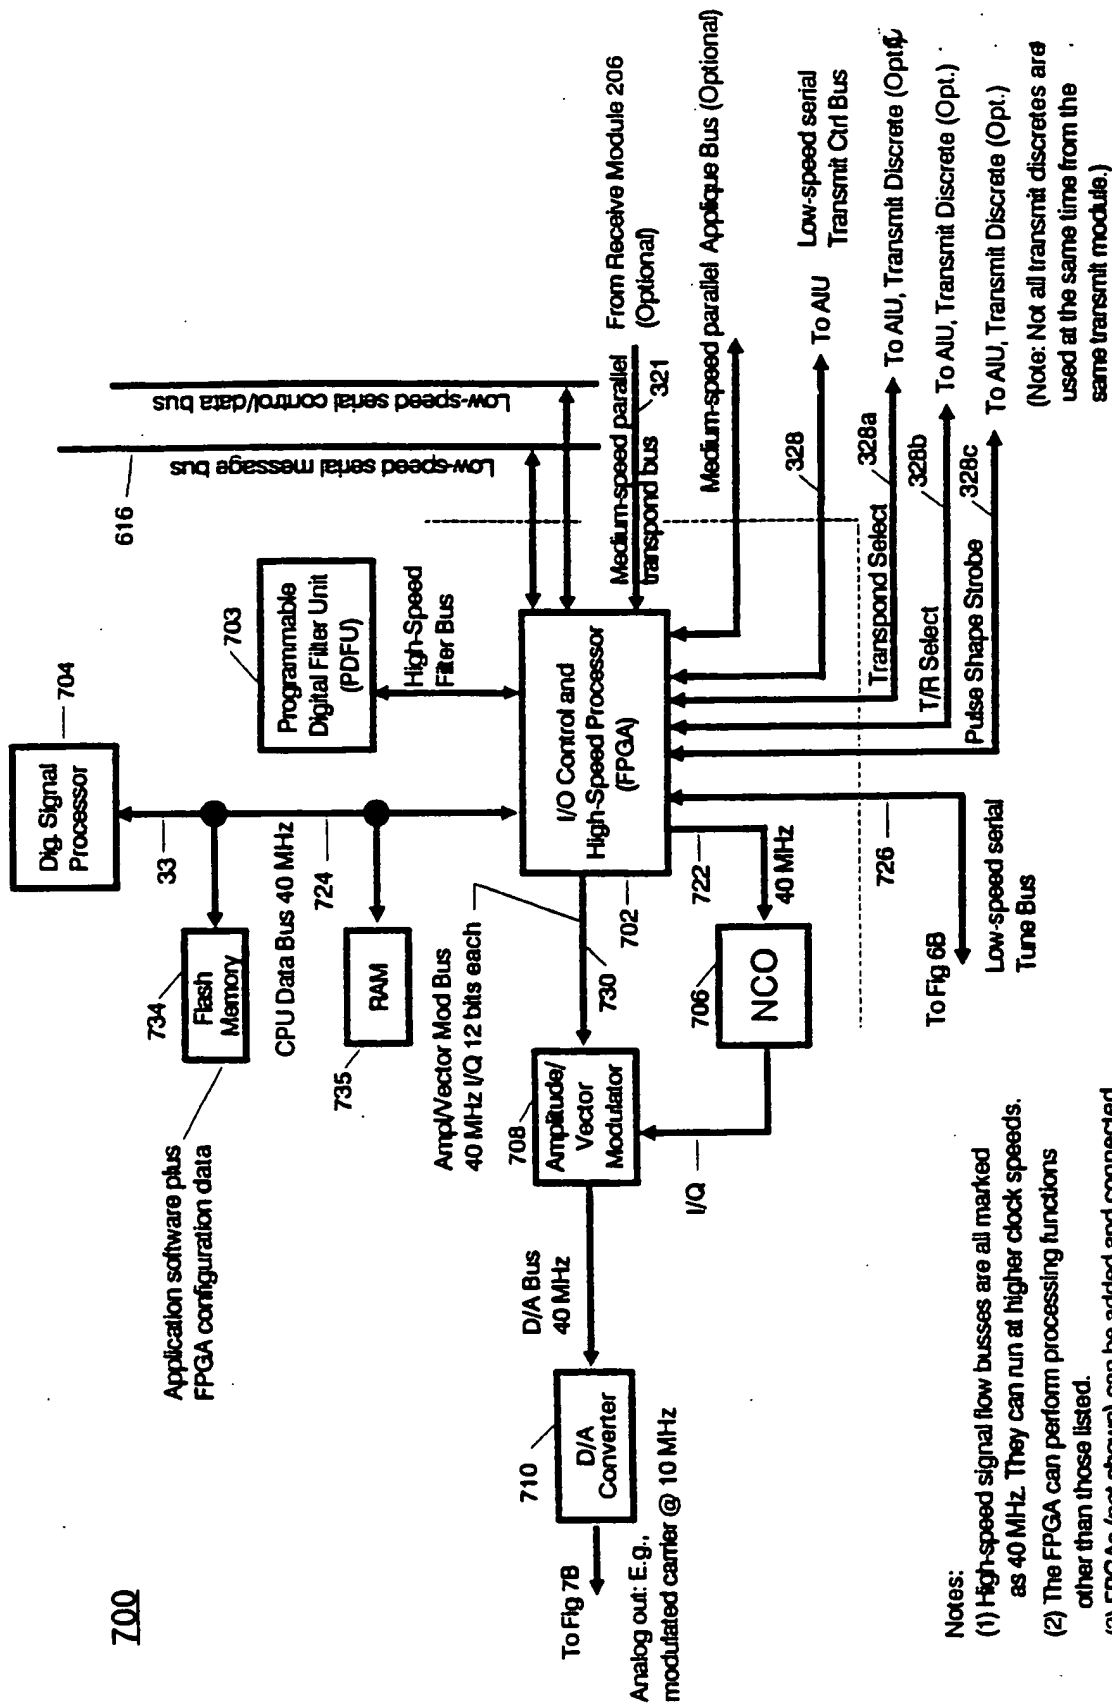 700
704
Dig. Signal
Processor
33
734
Flash
Memory
Application software plus
FPGA configuration data
CPU Data Bus 40 MHz
724
735
RAM
703
Programmable
Digital Filter Unit
(PDFU)
High-Speed
Filter Bus
616
Low-speed serial message bus
Low-speed serial control/data bus
Medium-speed parallel
transpond bus
From Receive Module 206
(Optional)
321
Medium-speed parallel Applique Bus (Optional)
I/O Control and
High-Speed Processor
(FPGA)
702
Ampl/Vector Mod Bus
40 MHz I/Q 12 bits each
730
708
Amplitude/
Vector
Modulator
D/A Bus
40 MHz
710
D/A
Converter
To Fig 7B
Analog out: E.g.,
modulated carrier @ 10 MHz
I/Q
706
NCO
722
40 MHz
726
To Fig 6B
Low-speed serial
Tune Bus
328
To AIU
Low-speed serial
Transmit Ctrl Bus
Transpond Select
328a
To AIU, Transmit Discrete
T/R Select
328b
To AIU, Transmit Discrete (Opt.)
Pulse Shape Strobe
328c
To AIU, Transmit Discrete (Opt.)
(Note: Not all transmit discretes are
used at the same time from the
same transmit module.)
Notes:
(1) High-speed signal flow busses are all marked
as 40 MHz. They can run at higher clock speeds.
(2) The FPGA can perform processing functions
other than those listed.
(3) FPGAs (not shown) can be added and connected